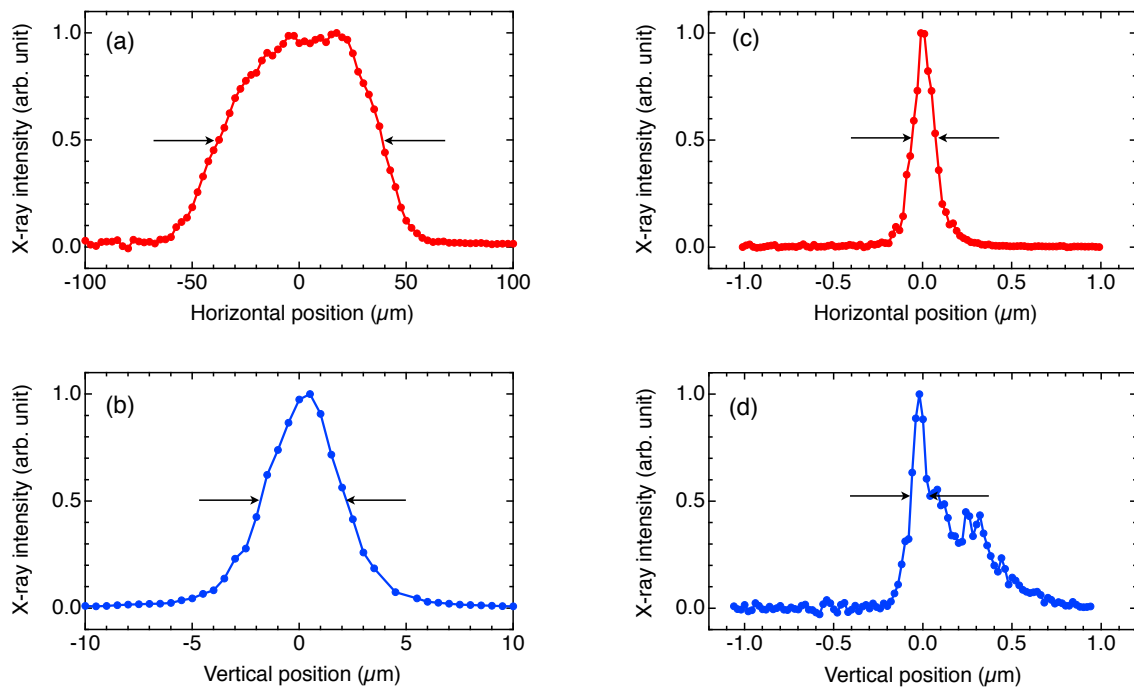 X-ray intensity (arb. unit)
1.0
0.5
0.0
(a)
-100
-50
0
50
100
Horizontal position (µm)
X-ray intensity (arb. unit)
1.0
0.5
0.0
(c)
-1.0
-0.5
0.0
0.5
1.0
Horizontal position (µm)
X-ray intensity (arb. unit)
1.0
0.5
0.0
(b)
-10
-5
0
5
10
Vertical position (µm)
X-ray intensity (arb. unit)
1.0
0.5
0.0
(d)
-1.0
-0.5
0.0
0.5
1.0
Vertical position (µm)